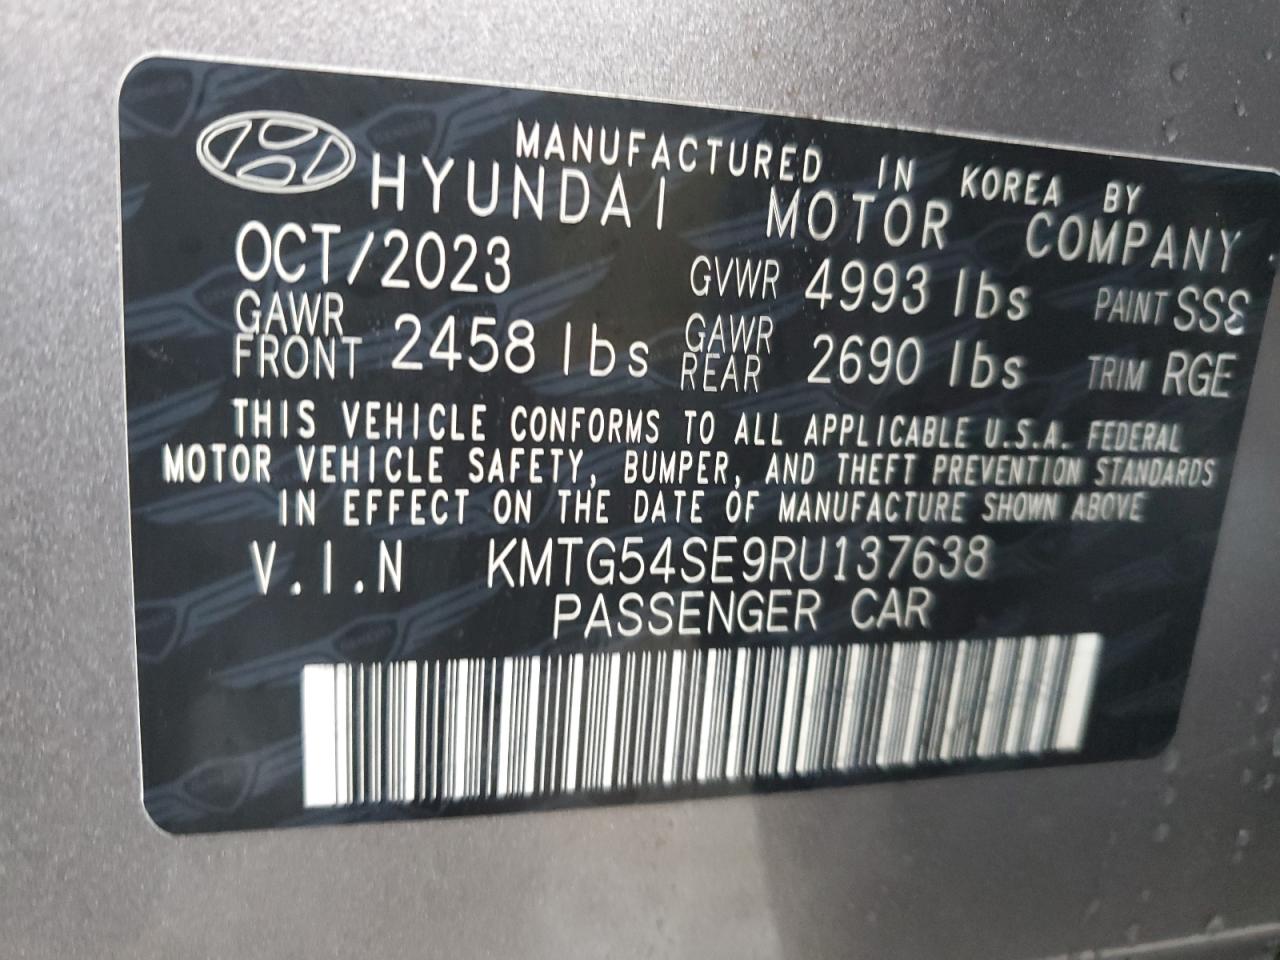 MANUFACTURED IN KOREA BY
HYUNDAI MOTOR COMPANY
OCT/2023 GVWR 4993 lbs PAINT SSS
GAWR FRONT 2458 lbs GAWR REAR 2690 lbs TRIM RGE
THIS VEHICLE CONFORMS TO ALL APPLICABLE U.S.A. FEDERAL
MOTOR VEHICLE SAFETY, BUMPER, AND THEFT PREVENTION STANDARDS
IN EFFECT ON THE DATE OF MANUFACTURE SHOWN ABOVE
V.I.N KMTG54SE9RU137638
PASSENGER CAR